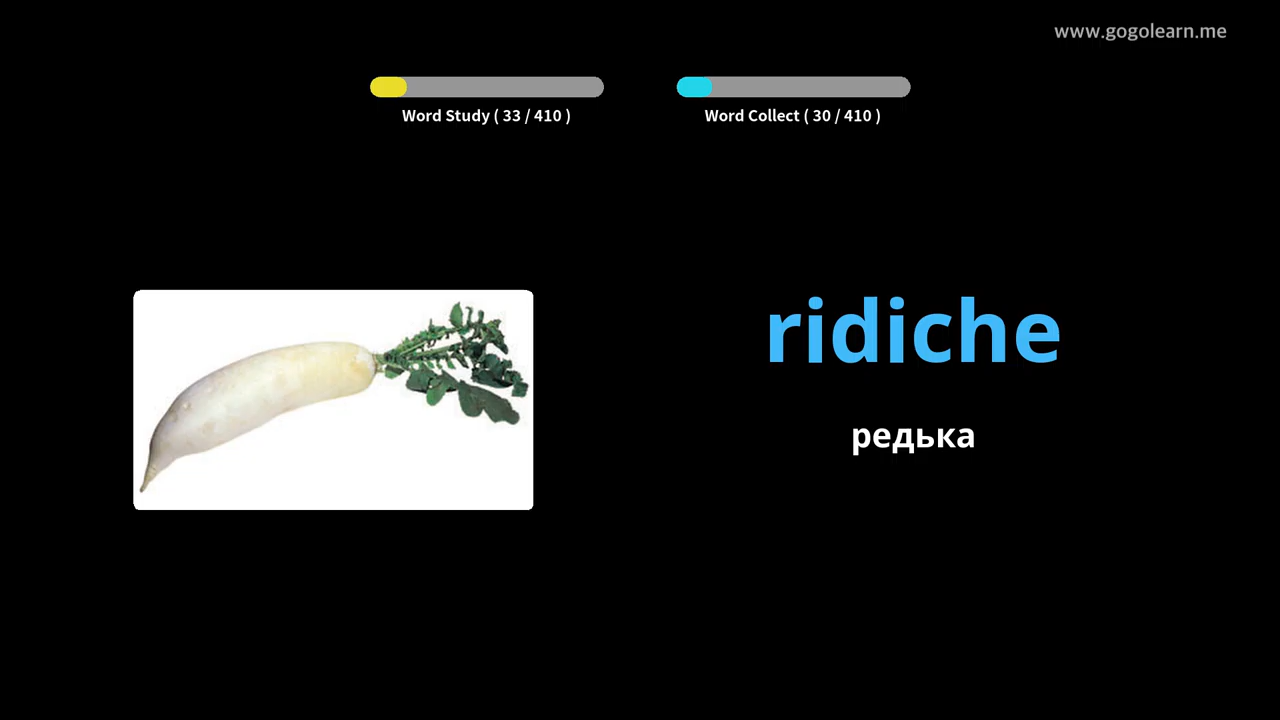 www.gogolearn.me
Word Study ( 33 / 410 )
Word Collect ( 30 / 410 )
ridiche
редька